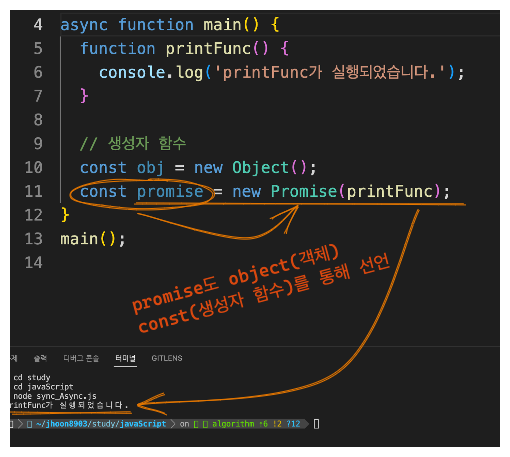 4 async function main() {
5 function printFunc() {
6 console.log('printFunc가 실행되었습니다.');
7 }
8
9 // 생성자 함수
10 const obj = new Object();
11 const promise = new Promise(printFunc);
12 }
13 main();
14
promise도 object(객체)
const(생성자 함수)를 통해 선언
제 출력 디버그 콘솔 터미널 GITLENS
cd study
cd javaScript
node sync_Async.js
rintFunc가 실행되었습니다.
~/jhoon8903/study/javaScript on algorithm ↑6 !2 ?12